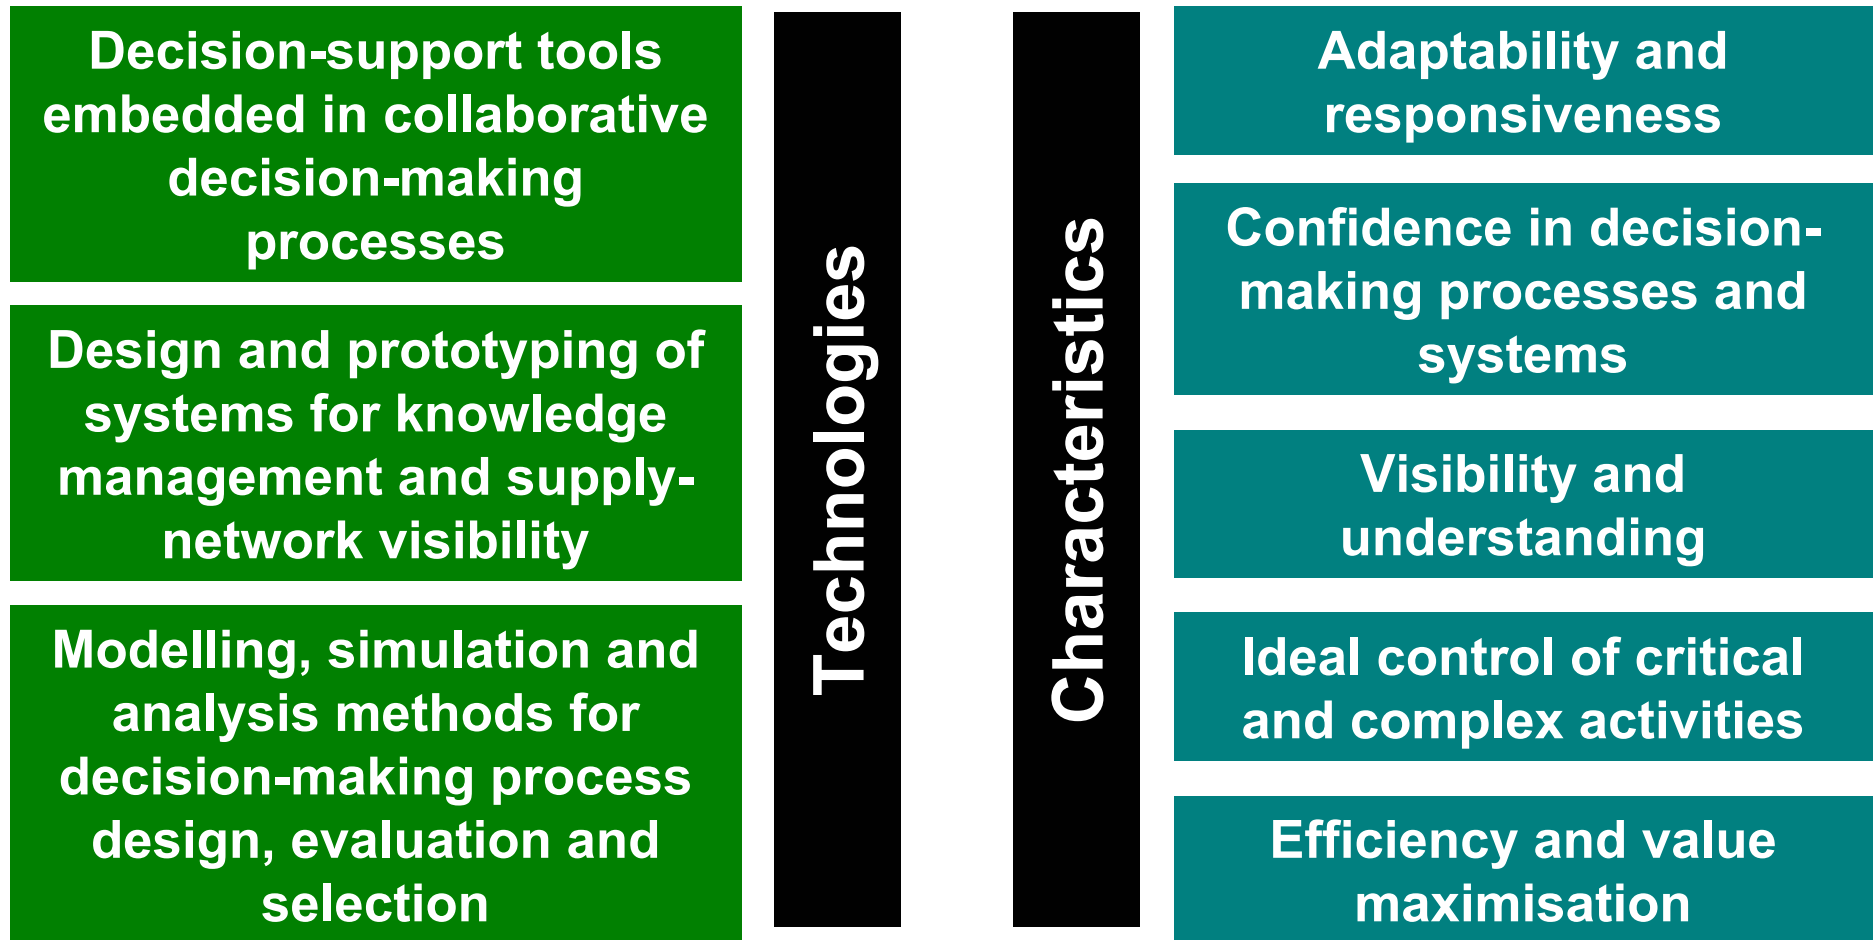 Decision-support tools
embedded in collaborative
decision-making
processes
Design and prototyping of
systems for knowledge
management and supply-
network visibility
Modelling, simulation and
analysis methods for
decision-making process
design, evaluation and
selection
Technologies
Characteristics
Adaptability and
responsiveness
Confidence in decision-
making processes and
systems
Visibility and
understanding
Ideal control of critical
and complex activities
Efficiency and value
maximisation